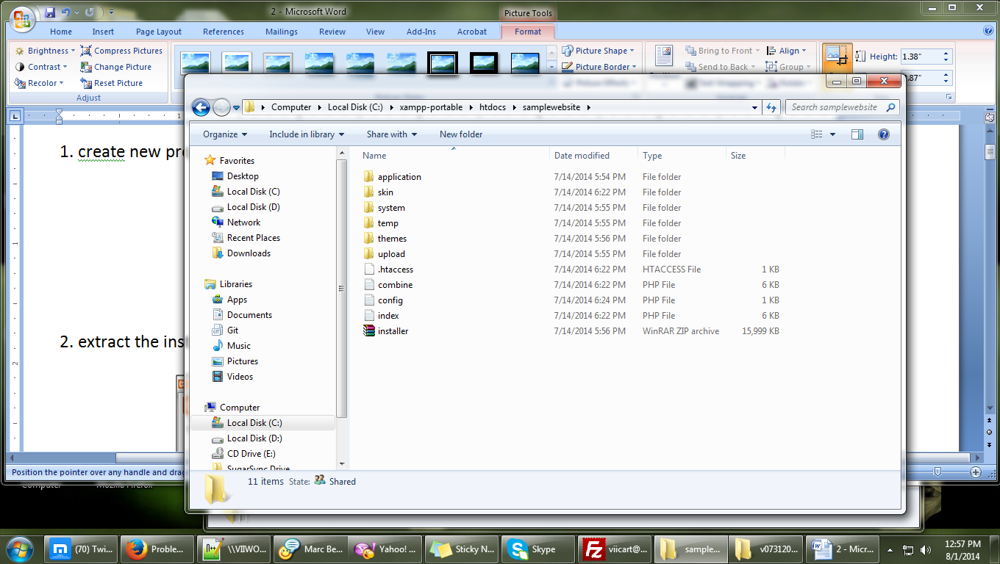 2 - Microsoft Word
Picture Tools
Home Insert Page Layout References Mailings Review View Add-Ins Acrobat Format
Brightness Compress Pictures Picture Shape Bring to Front Align Height: 1.38"
Contrast Change Picture Picture Border Send to Back Group .87"
Recolor Reset Picture
Adjust
Computer Local Disk (C:) xampp-portable htdocs samplewebsite Search samplewebsite
Organize Include in library Share with New folder
1. create new pr
2. extract the ins
Favorites
Desktop
Local Disk (C)
Local Disk (D)
Network
Recent Places
Downloads
Libraries
Apps
Documents
Git
Music
Pictures
Videos
Computer
Local Disk (C:)
Local Disk (D:)
CD Drive (E:)
SugarSync Drive
Name Date modified Type Size
application 7/14/2014 5:54 PM File folder
skin 7/14/2014 6:22 PM File folder
system 7/14/2014 5:55 PM File folder
temp 7/14/2014 5:55 PM File folder
themes 7/14/2014 5:56 PM File folder
upload 7/14/2014 5:55 PM File folder
.htaccess 7/14/2014 6:22 PM HTACCESS File 1 KB
combine 7/14/2014 6:22 PM PHP File 6 KB
config 7/14/2014 6:24 PM PHP File 1 KB
index 7/14/2014 6:22 PM PHP File 6 KB
installer 7/14/2014 5:56 PM WinRAR ZIP archive 15,999 KB
11 items State: Shared
Position the pointer over any handle and drag
Computer Mozilla Firefox
(70) Twi... Proble... \\VIIWO... Marc Be... Yahoo! ... Sticky N... Skype viicart@... sample... v073120... 2 - Micr... 12:57 PM
8/1/2014